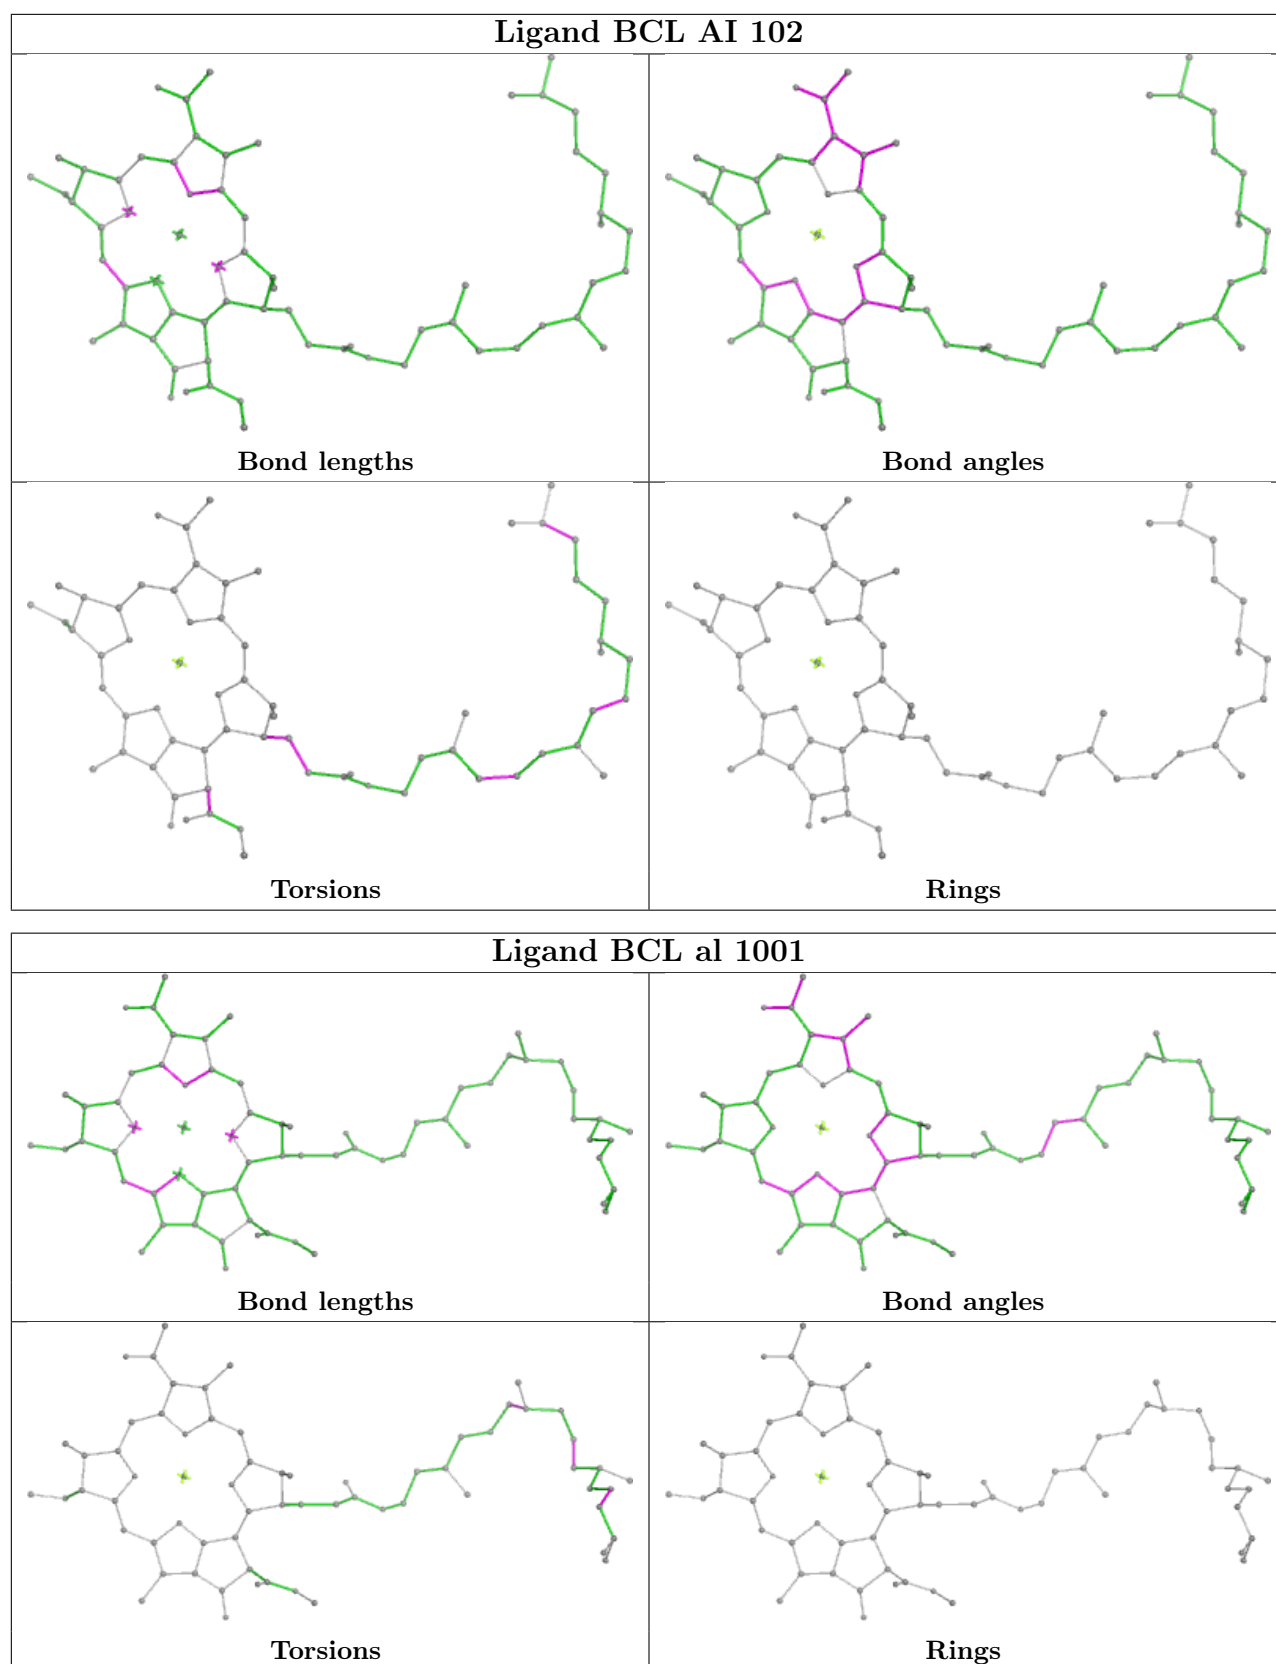 Ligand BCL AI 102
Bond lengths
Bond angles
Torsions
Rings
Ligand BCL al 1001
Bond lengths
Bond angles
Torsions
Rings